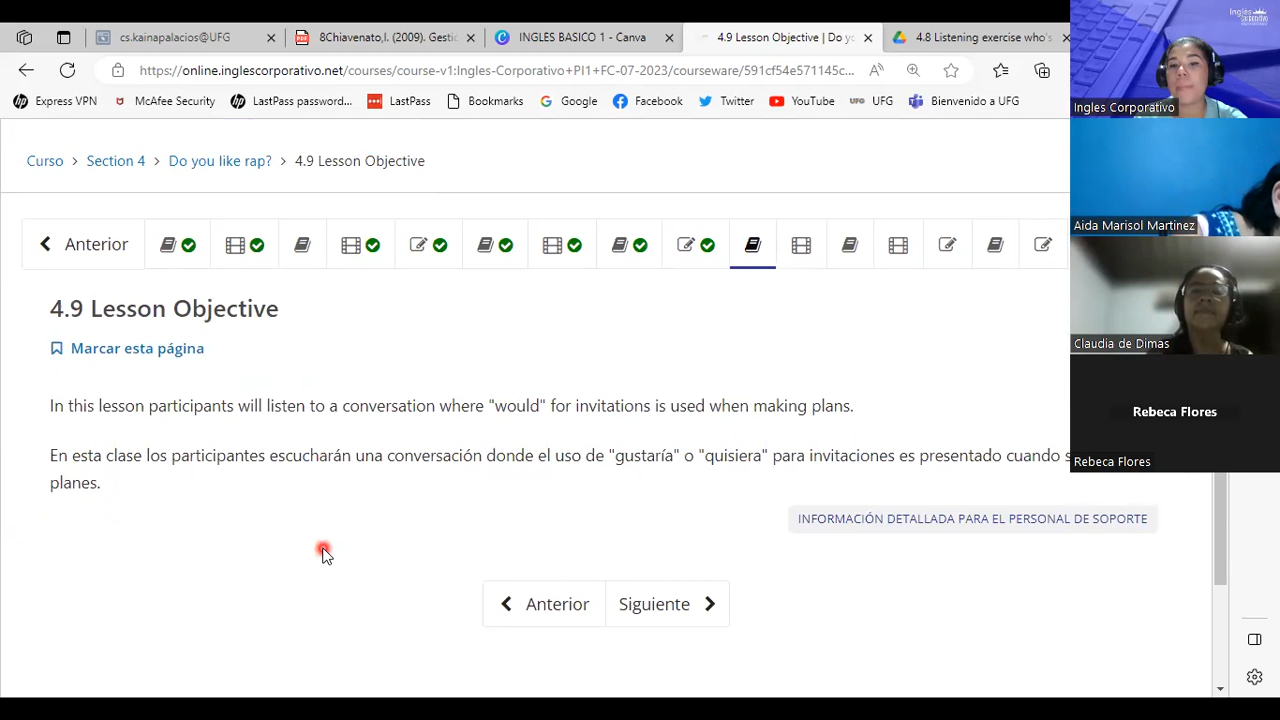 cs.kainapalacios@UFG
8Chiavenato,I. (2009). Gesti
INGLES BASICO 1 - Canva
4.9 Lesson Objective | Do yo
4.8 Listening exercise who's
https://online.inglescorporativo.net/courses/course-v1:Ingles-Corporativo+PI1+FC-07-2023/courseware/591cf54e571145c...
Express VPN
McAfee Security
LastPass password...
LastPass
Bookmarks
Google
Facebook
Twitter
YouTube
UFG
UFG
Bienvenido a UFG
Curso > Section 4 > Do you like rap? > 4.9 Lesson Objective
Anterior
4.9 Lesson Objective
Marcar esta página
In this lesson participants will listen to a conversation where "would" for invitations is used when making plans.
En esta clase los participantes escucharán una conversación donde el uso de "gustaría" o "quisiera" para invitaciones es presentado cuando s
planes.
INFORMACIÓN DETALLADA PARA EL PERSONAL DE SOPORTE
Anterior
Siguiente
Ingles Corporativo
Aida Marisol Martinez
Claudia de Dimas
Rebeca Flores
Rebeca Flores